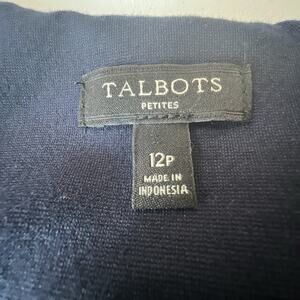 TALBOTS
PETITES
12P
MADE IN
INDONESIA